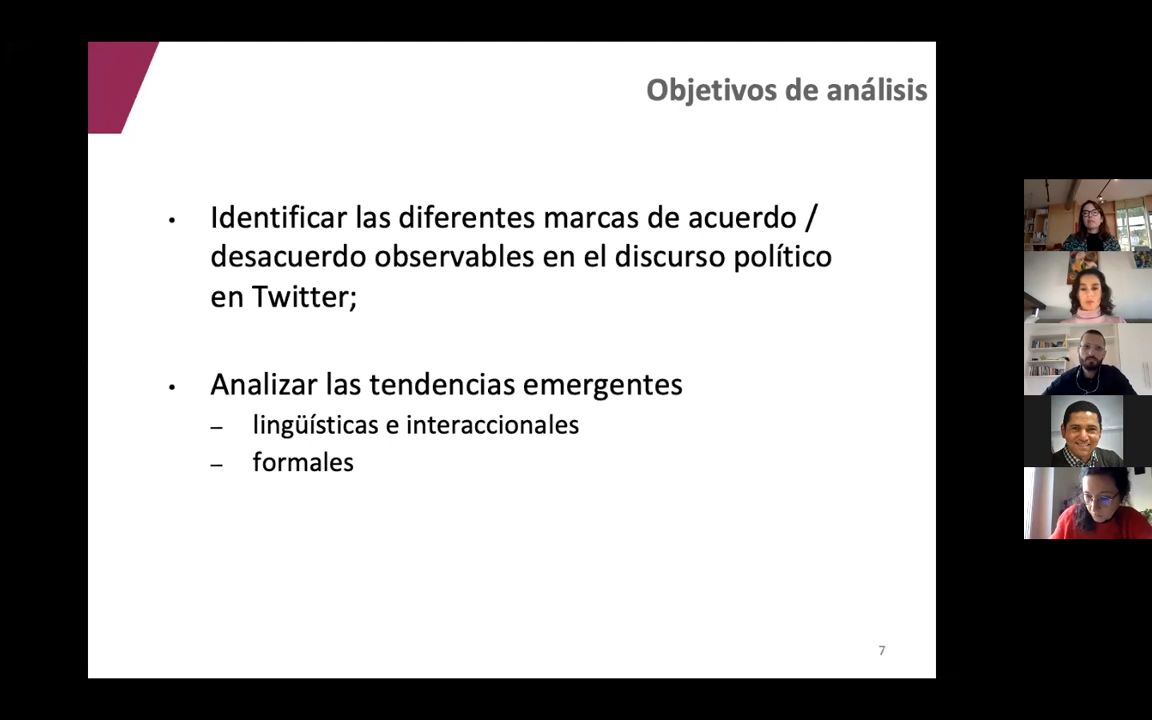 Objetivos de análisis
• Identificar las diferentes marcas de acuerdo /
desacuerdo observables en el discurso político
en Twitter;
• Analizar las tendencias emergentes
– lingüísticas e interaccionales
– formales
7